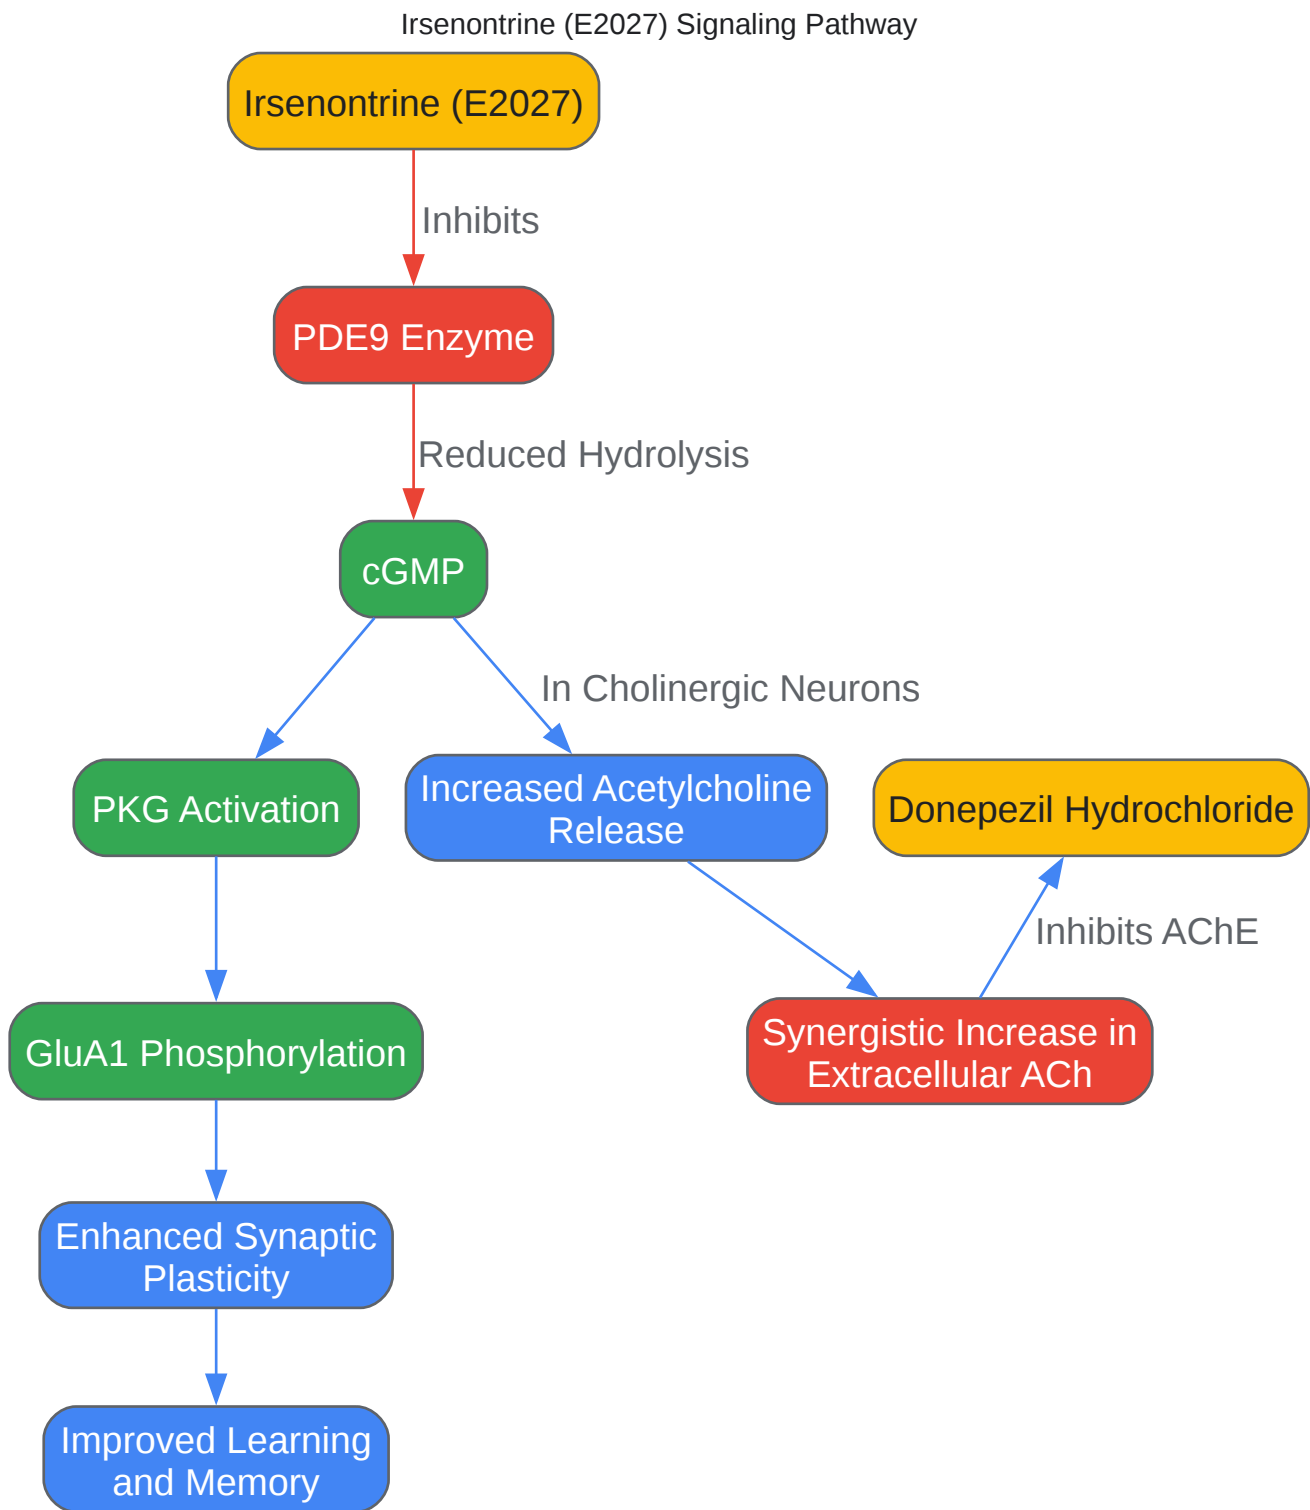 Irsenontrine (E2027) Signaling Pathway
Irsenontrine (E2027)
Inhibits
PDE9 Enzyme
Reduced Hydrolysis
cGMP
In Cholinergic Neurons
PKG Activation
Increased Acetylcholine
Release
Donepezil Hydrochloride
Inhibits AChE
GluA1 Phosphorylation
Synergistic Increase in
Extracellular ACh
Enhanced Synaptic
Plasticity
Improved Learning
and Memory